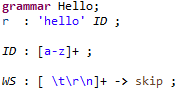 grammar Hello;
r : 'hello' ID ;
ID : [a-z]+ ;
WS : [ \t\r\n]+ -> skip ;